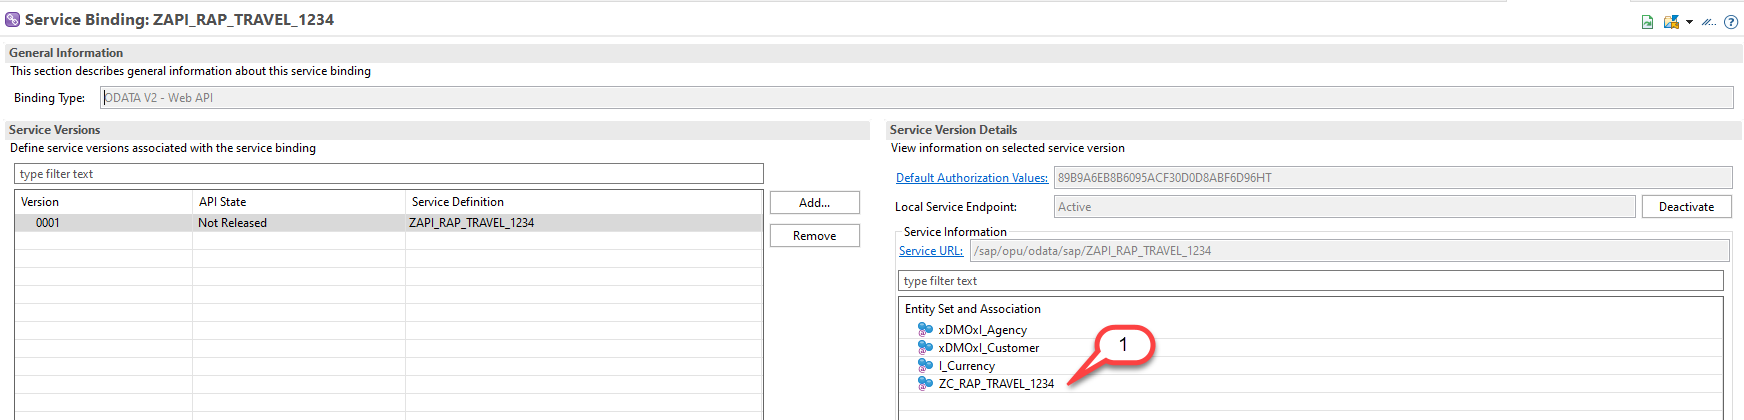 Service Binding: ZAPI_RAP_TRAVEL_1234
General Information
This section describes general information about this service binding
Binding Type: ODATA V2 - Web API
Service Versions
Define service versions associated with the service binding
type filter text
Version API State Service Definition
0001 Not Released ZAPI_RAP_TRAVEL_1234
Add...
Remove
Service Version Details
View information on selected service version
Default Authorization Values: 89B9A6EB8B6095ACF30D0D8ABF6D96HT
Local Service Endpoint: Active Deactivate
Service Information
Service URL: /sap/opu/odata/sap/ZAPI_RAP_TRAVEL_1234
type filter text
Entity Set and Association
xDMOxI_Agency
xDMOxI_Customer
I_Currency
ZC_RAP_TRAVEL_1234
1